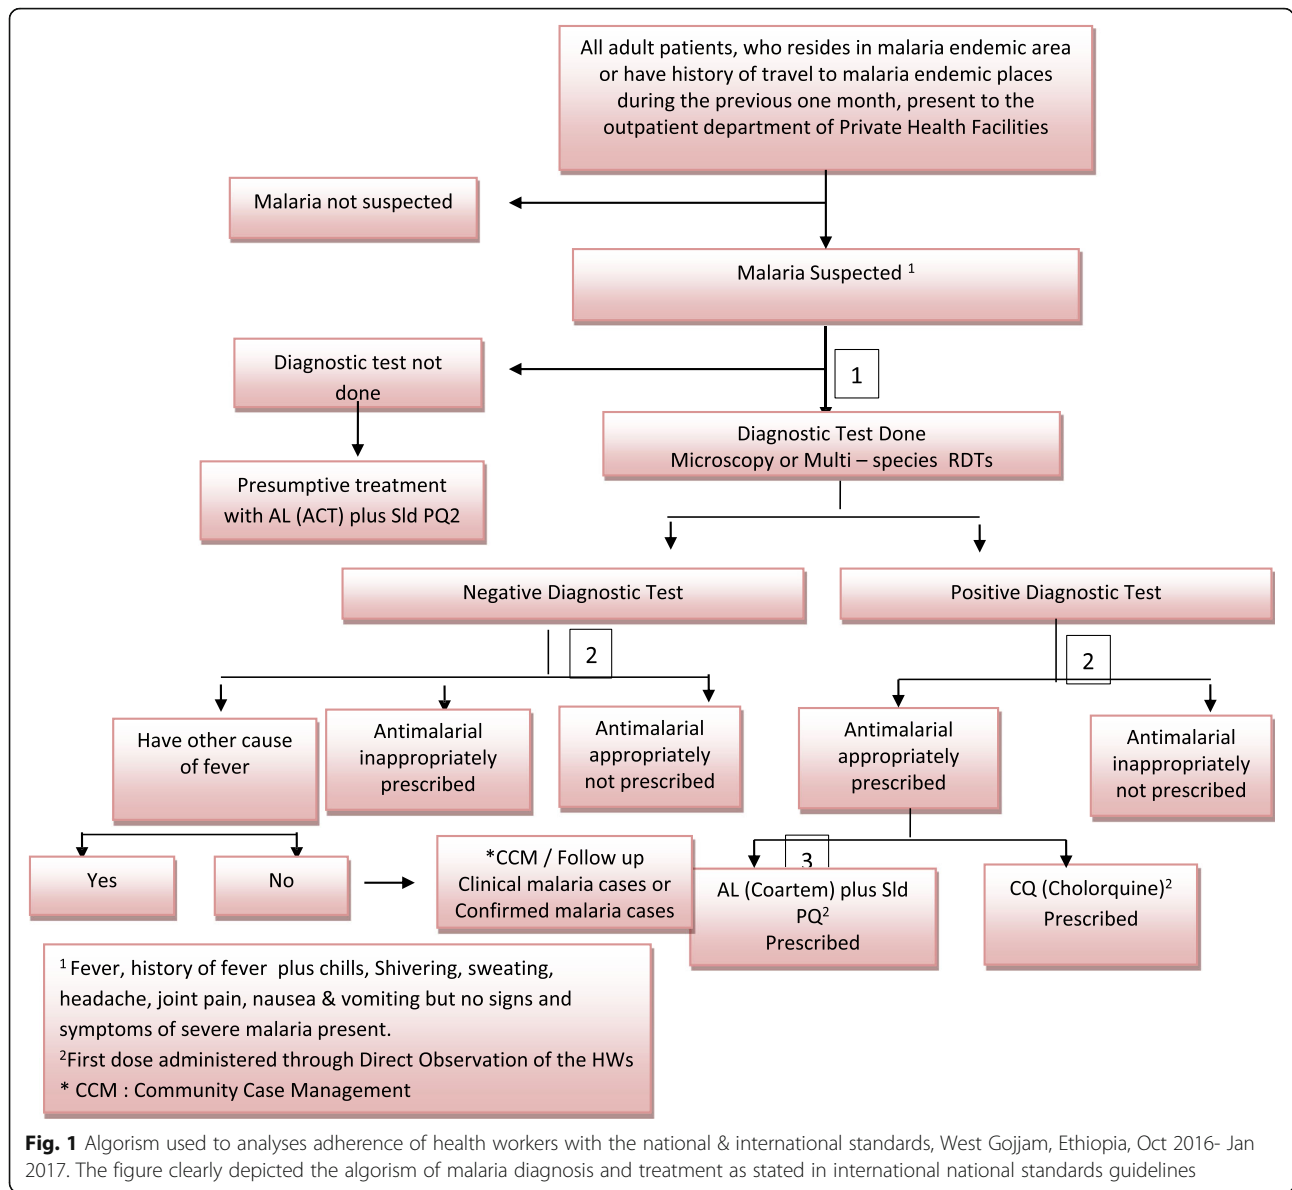 All adult patients, who resides in malaria endemic area
or have history of travel to malaria endemic places
during the previous one month, present to the
outpatient department of Private Health Facilities
Malaria not suspected
Malaria Suspected 1
Diagnostic test not
done
1
Diagnostic Test Done
Microscopy or Multi – species RDTs
Presumptive treatment
with AL (ACT) plus Sld PQ2
Negative Diagnostic Test
Positive Diagnostic Test
2
2
Have other cause
of fever
Antimalarial
inappropriately
prescribed
Antimalarial
appropriately
not prescribed
Antimalarial
appropriately
prescribed
Antimalarial
inappropriately
not prescribed
Yes
No
*CCM / Follow up
Clinical malaria cases or
Confirmed malaria cases
3
AL (Coartem) plus Sld
PQ2
Prescribed
CQ (Cholorquine)2
Prescribed
1 Fever, history of fever plus chills, Shivering, sweating,
headache, joint pain, nausea & vomiting but no signs and
symptoms of severe malaria present.
2First dose administered through Direct Observation of the HWs
* CCM : Community Case Management
Fig. 1 Algorism used to analyses adherence of health workers with the national & international standards, West Gojjam, Ethiopia, Oct 2016- Jan
2017. The figure clearly depicted the algorism of malaria diagnosis and treatment as stated in international national standards guidelines